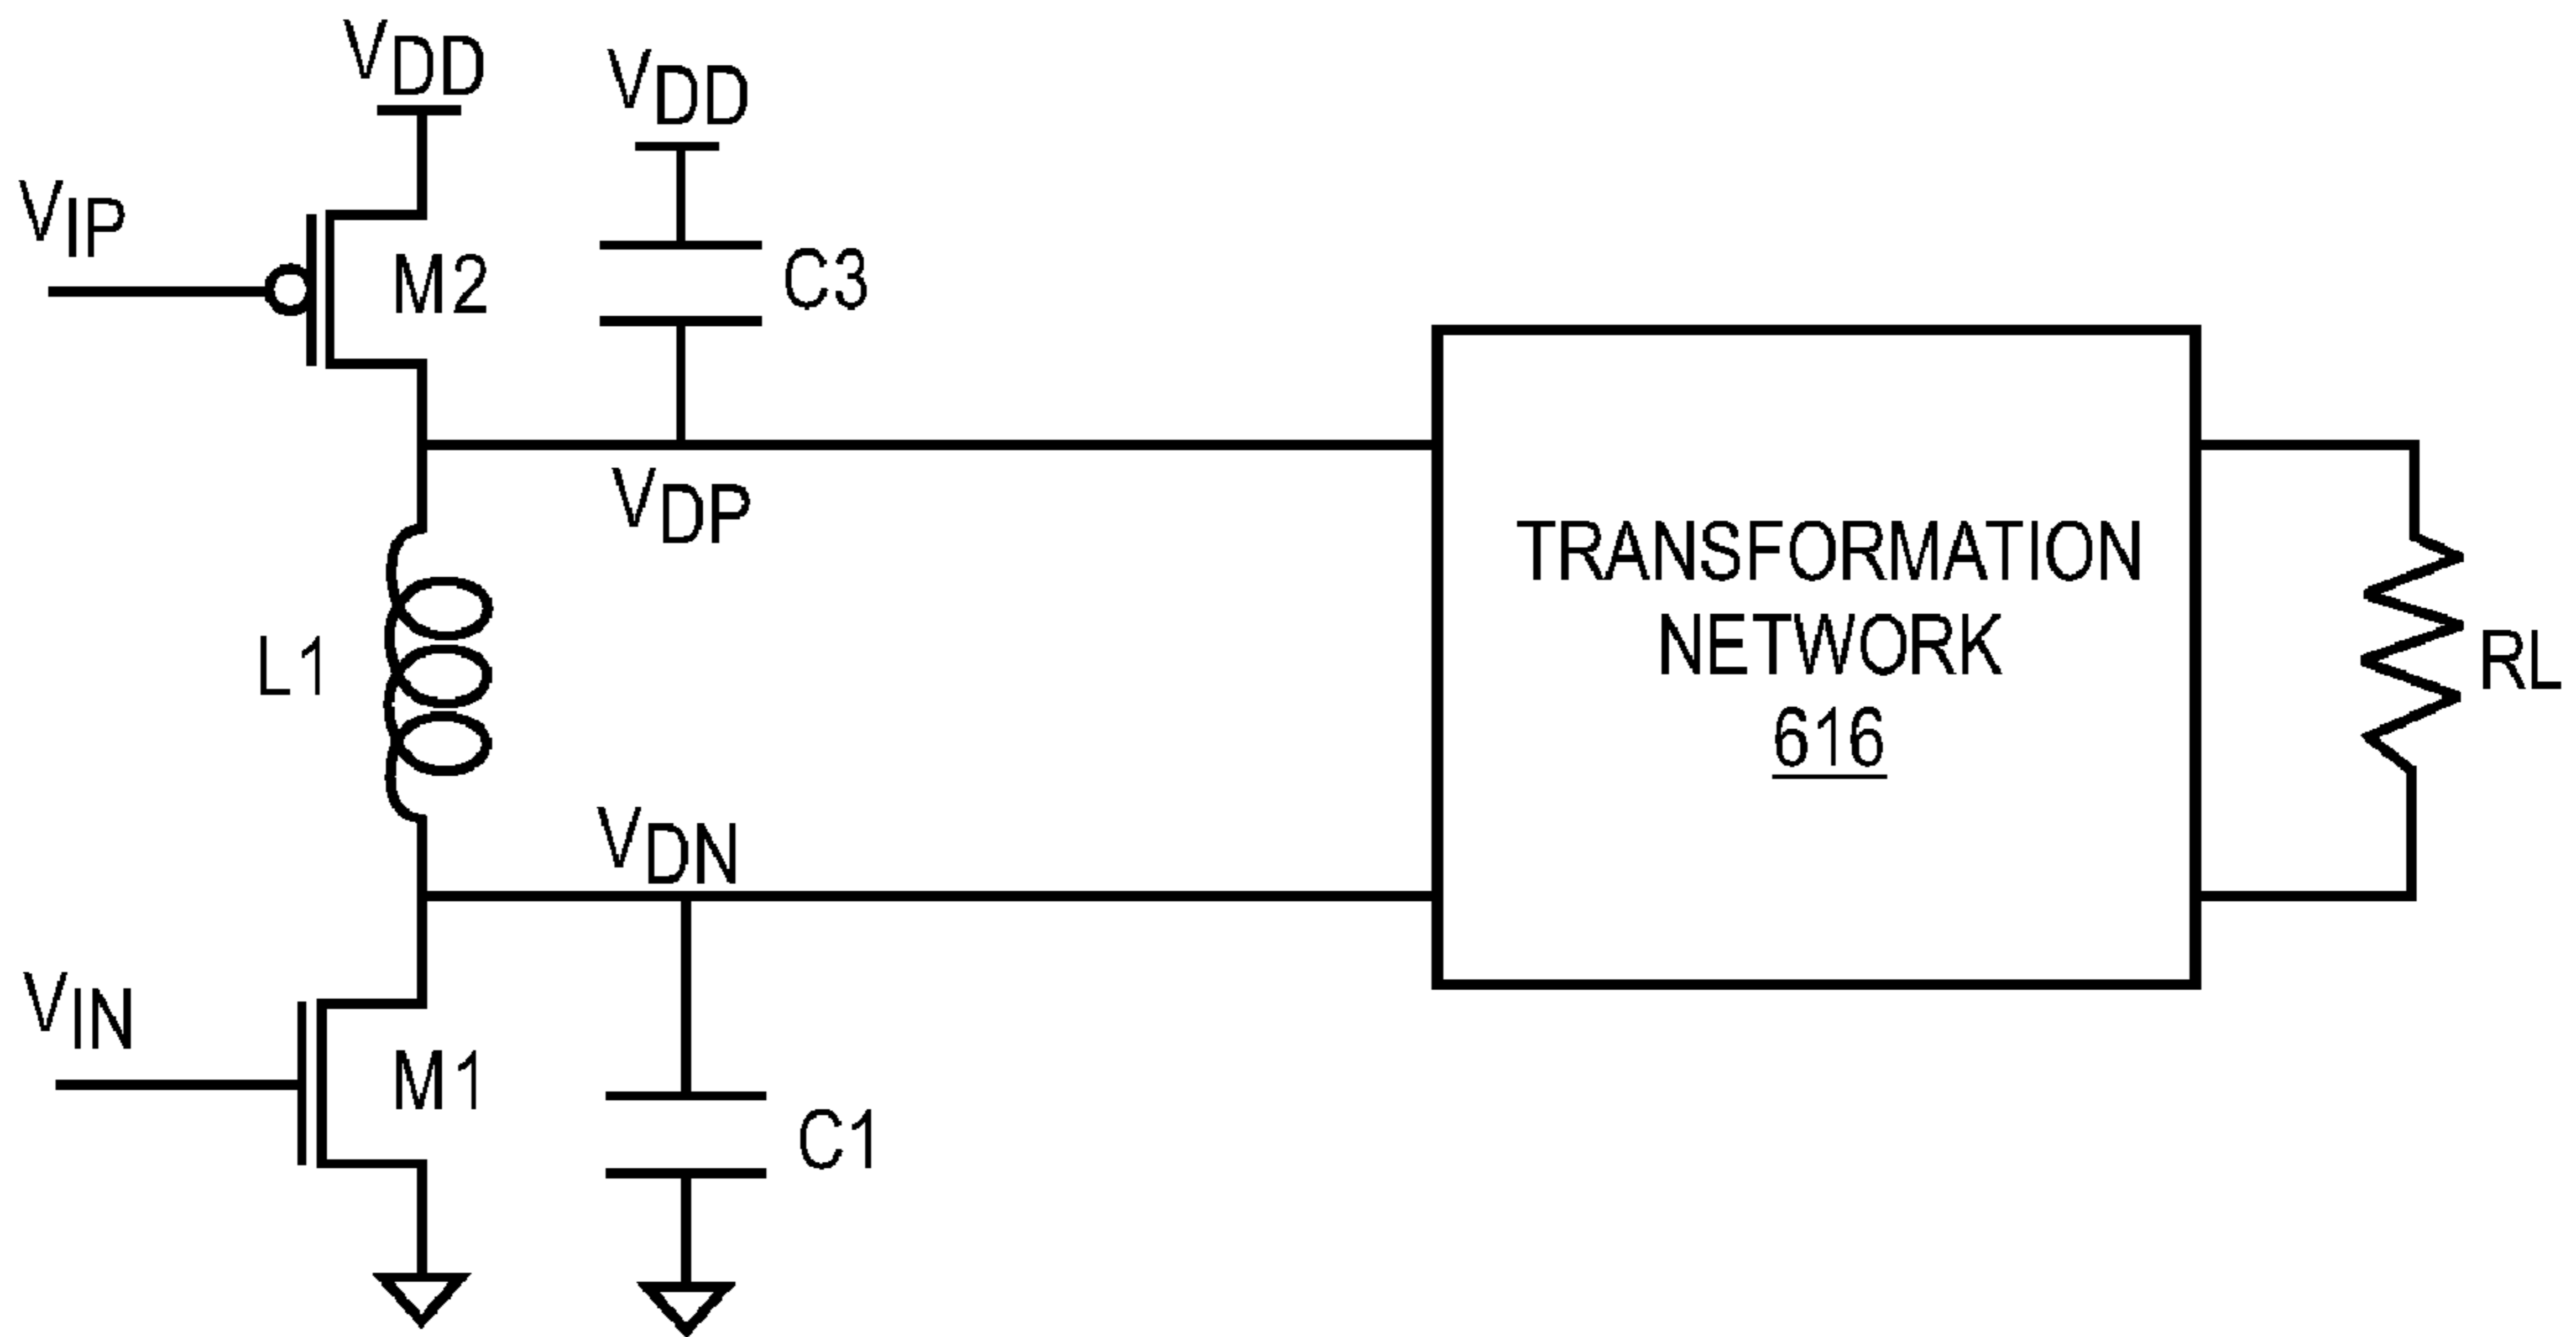 VDD
VDD
VIP
M2
C3
VDP
TRANSFORMATION
NETWORK
616
L1
RL
VDN
VIN
M1
C1